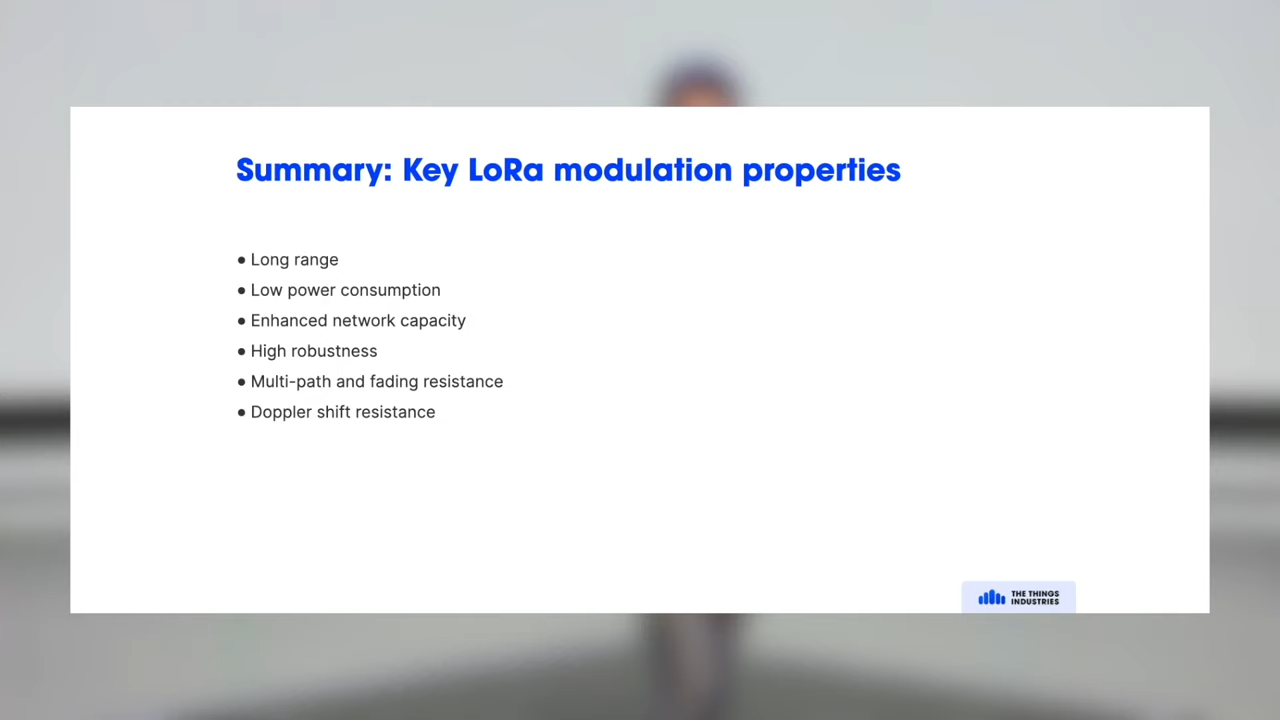 Summary: Key LoRa modulation properties
● Long range
● Low power consumption
● Enhanced network capacity
● High robustness
● Multi-path and fading resistance
● Doppler shift resistance
THE THINGS
INDUSTRIES